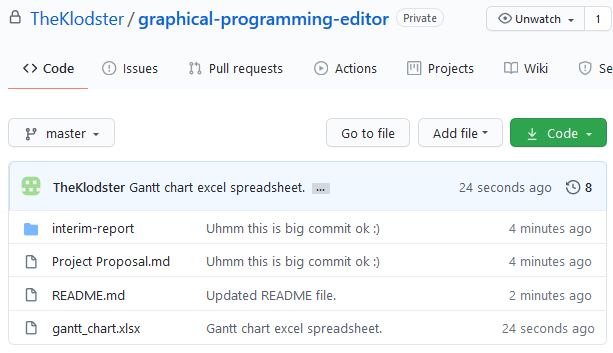 TheKlodster / graphical-programming-editor Private Unwatch 1
Code Issues Pull requests Actions Projects Wiki Se
master Go to file Add file Code
TheKlodster Gantt chart excel spreadsheet. ... 24 seconds ago 8
interim-report Uhmm this is big commit ok :) 4 minutes ago
Project Proposal.md Uhmm this is big commit ok :) 4 minutes ago
README.md Updated README file. 2 minutes ago
gantt_chart.xlsx Gantt chart excel spreadsheet. 24 seconds ago